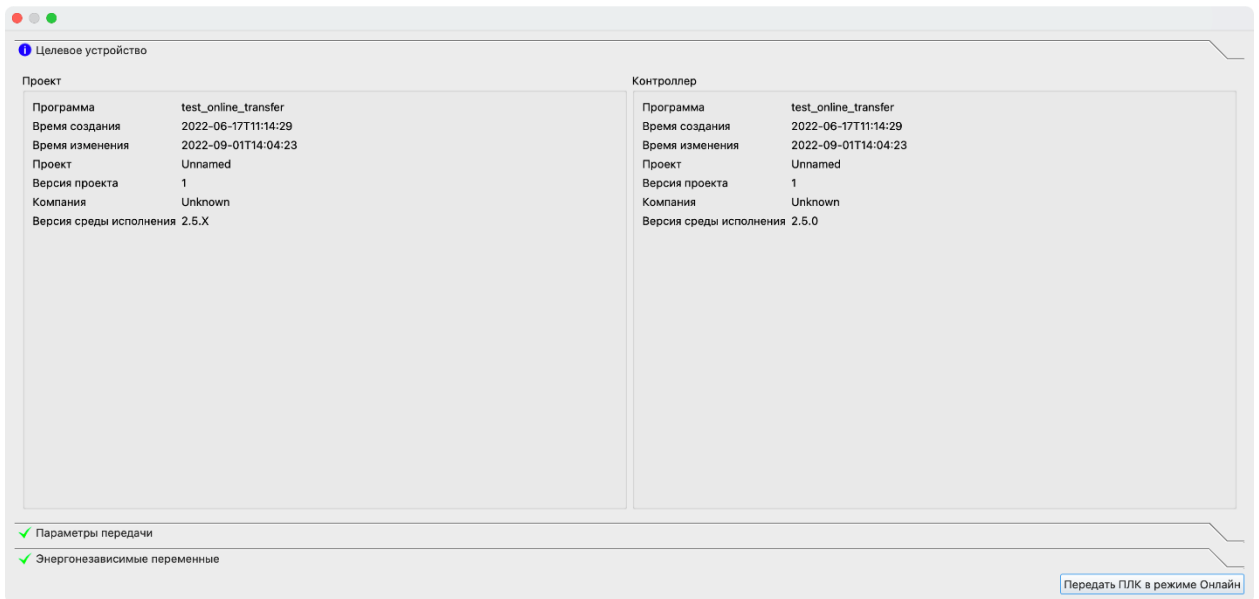 Целевое устройство
Проект
Программа test_online_transfer
Время создания 2022-06-17T11:14:29
Время изменения 2022-09-01T14:04:23
Проект Unnamed
Версия проекта 1
Компания Unknown
Версия среды исполнения 2.5.X
Контроллер
Программа test_online_transfer
Время создания 2022-06-17T11:14:29
Время изменения 2022-09-01T14:04:23
Проект Unnamed
Версия проекта 1
Компания Unknown
Версия среды исполнения 2.5.0
Параметры передачи
Энергонезависимые переменные
Передать ПЛК в режиме Онлайн